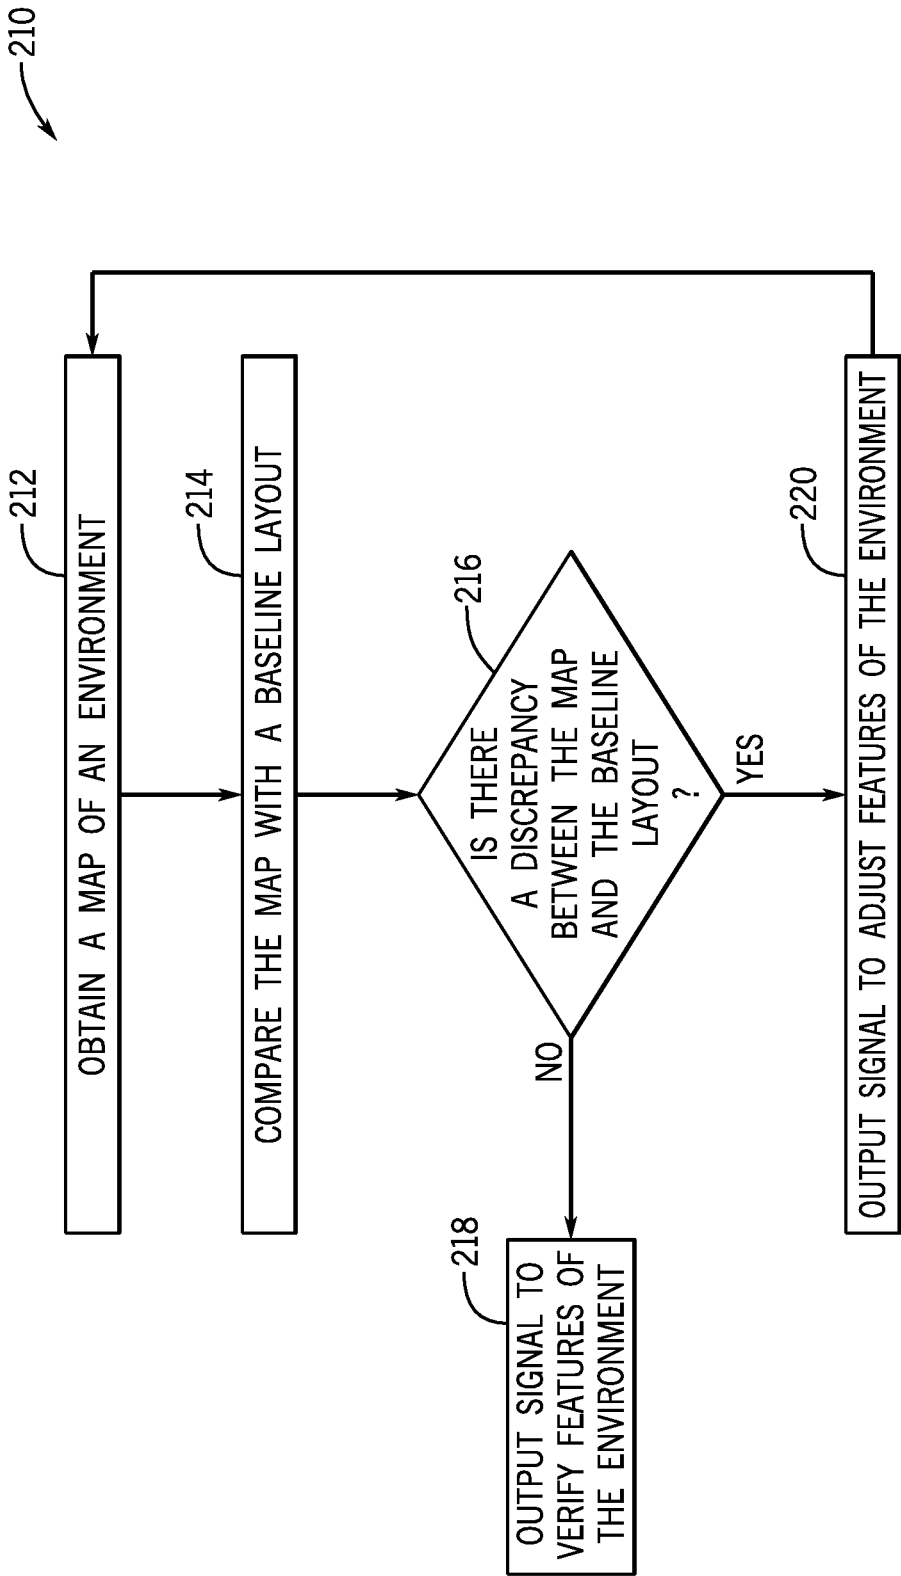 210
212
OBTAIN A MAP OF AN ENVIRONMENT
214
COMPARE THE MAP WITH A BASELINE LAYOUT
216
IS THERE
A DISCREPANCY
BETWEEN THE MAP
AND THE BASELINE
LAYOUT
?
NO
YES
218
OUTPUT SIGNAL TO
VERIFY FEATURES OF
THE ENVIRONMENT
220
OUTPUT SIGNAL TO ADJUST FEATURES OF THE ENVIRONMENT